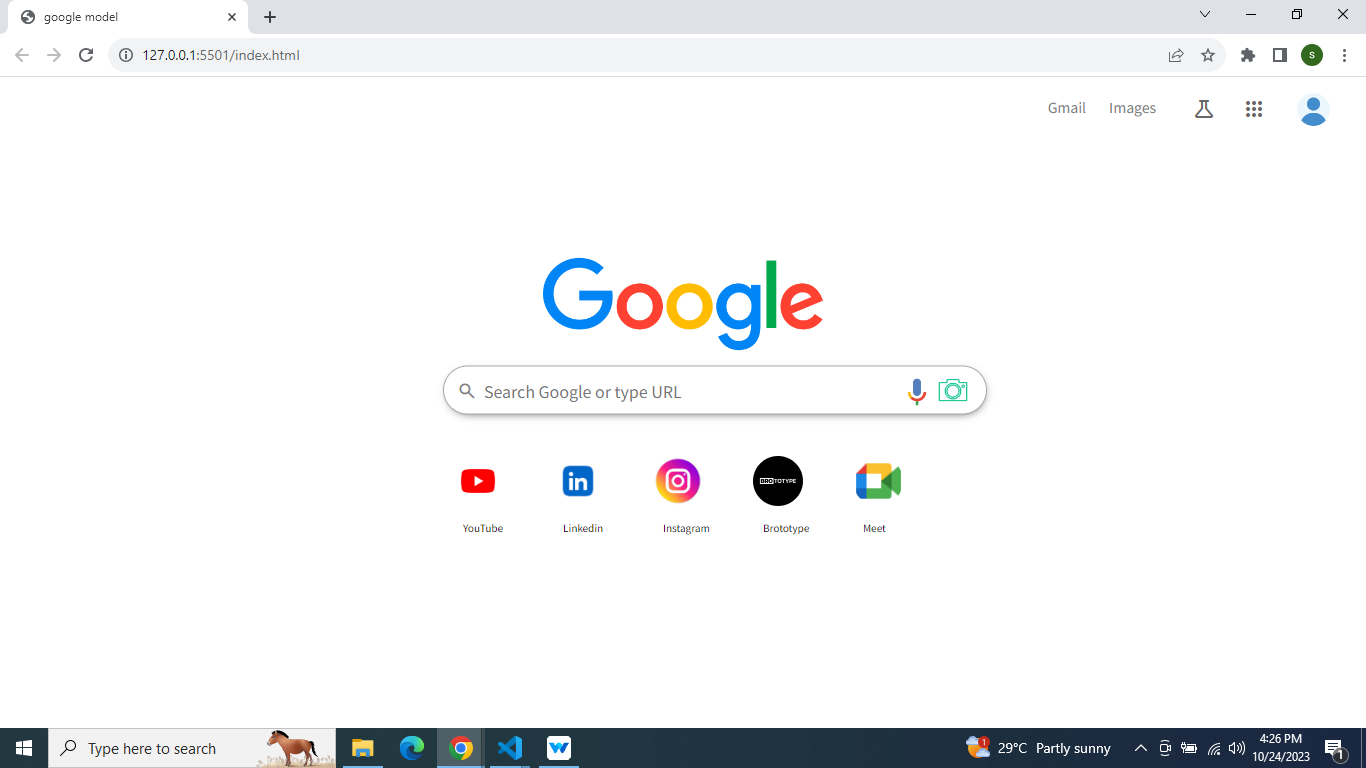 google model
127.0.0.1:5501/index.html
S
Gmail Images
Google
Search Google or type URL
in
BROTOTYPE
YouTube Linkedin Instagram Brototype Meet
Type here to search
1
29°C Partly sunny
4:26 PM
10/24/2023
1